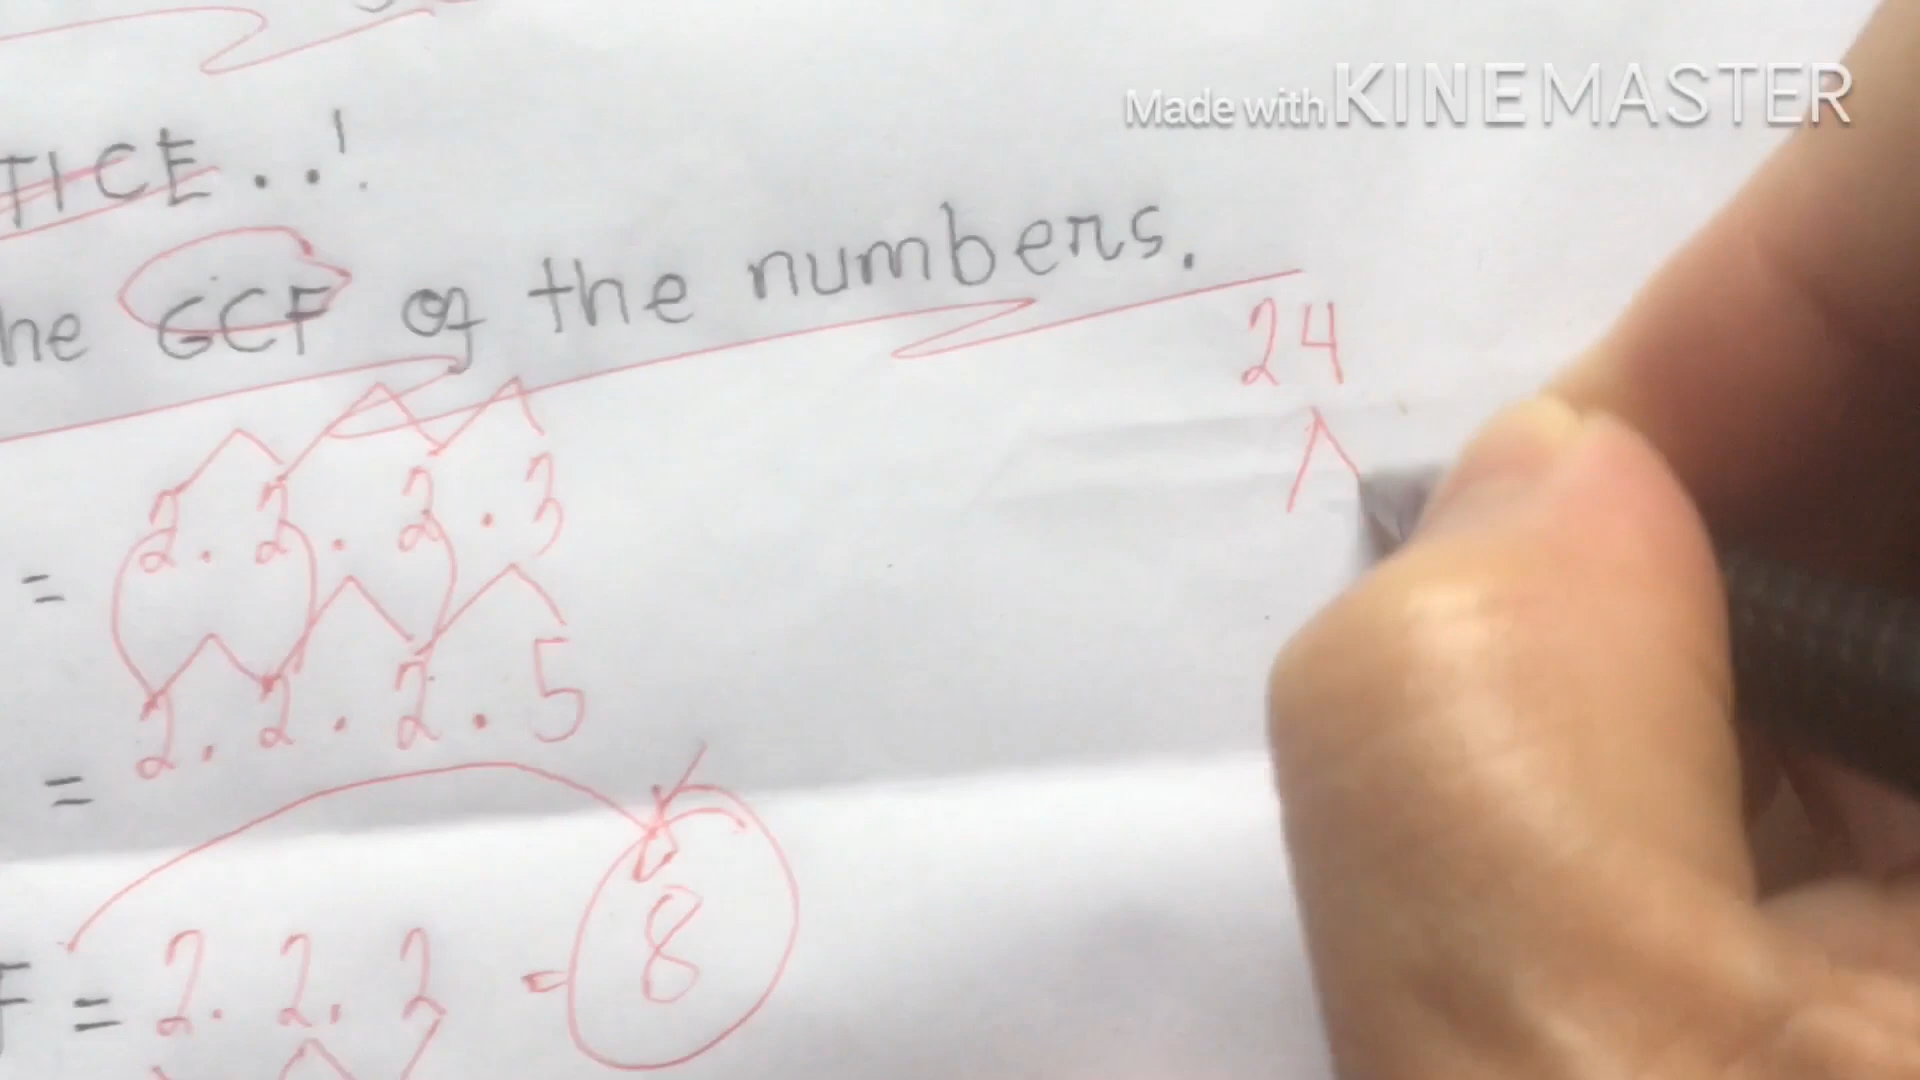 Made with KINEMASTER
TICE..!
he GCF of the numbers.
24
= 2. 2. 2. 3
= 2. 2. 2. 5
F = 2. 2. 2 = 8